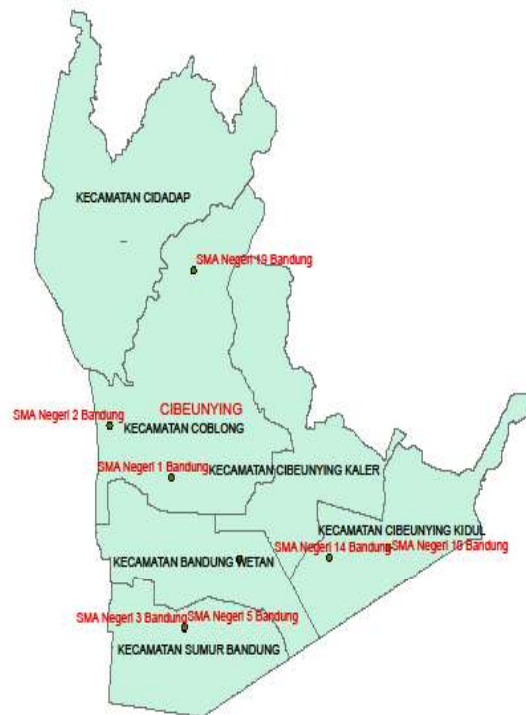 KECAMATAN CIDADAP
SMA Negeri 19 Bandung
CIBEUNYING
SMA Negeri 2 Bandung
KECAMATAN COBLONG
SMA Negeri 1 Bandung
KECAMATAN CIBEUNYING KALER
KECAMATAN CIBEUNYING KIDUL
SMA Negeri 14 Bandung
SMA Negeri 10 Bandung
KECAMATAN BANDUNG WETAN
SMA Negeri 3 Bandung
SMA Negeri 5 Bandung
KECAMATAN SUMUR BANDUNG